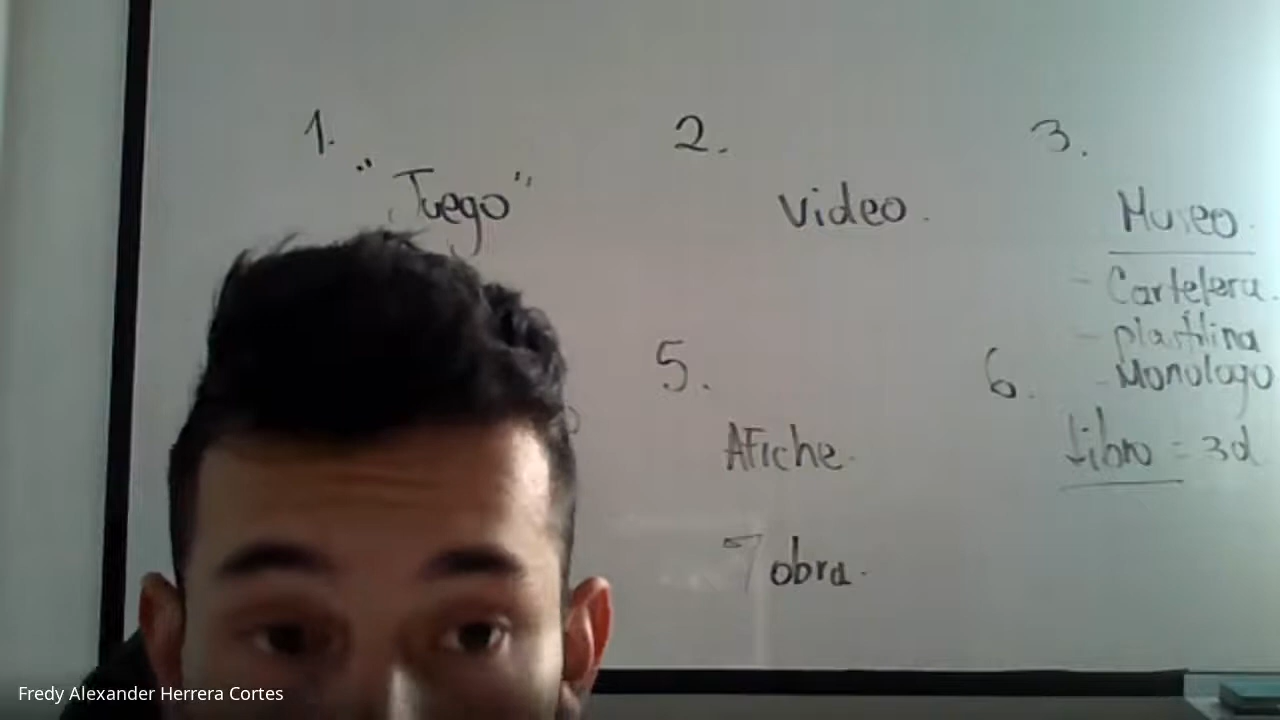 1.
"Juego"
2.
video.
3.
Museo.
- Cartelera.
- plastilina
- Monologo
5.
Afiche.
6.
libro = 3d
7 obra.
Fredy Alexander Herrera Cortes